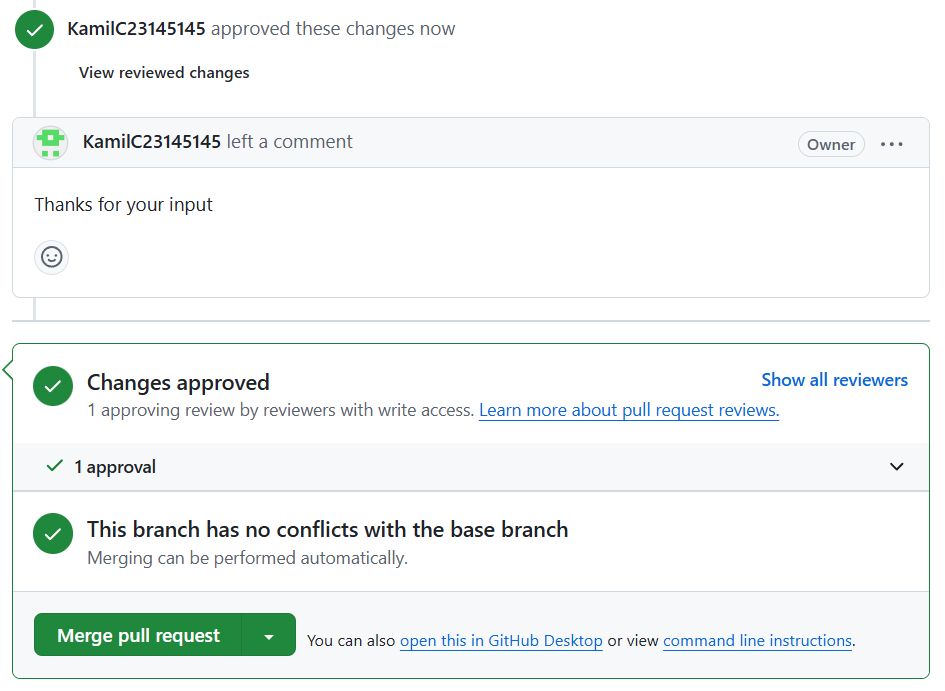 KamilC23145145 approved these changes now
View reviewed changes
KamilC23145145 left a comment
Owner
Thanks for your input
Changes approved
Show all reviewers
1 approving review by reviewers with write access. Learn more about pull request reviews.
1 approval
This branch has no conflicts with the base branch
Merging can be performed automatically.
Merge pull request
You can also open this in GitHub Desktop or view command line instructions.